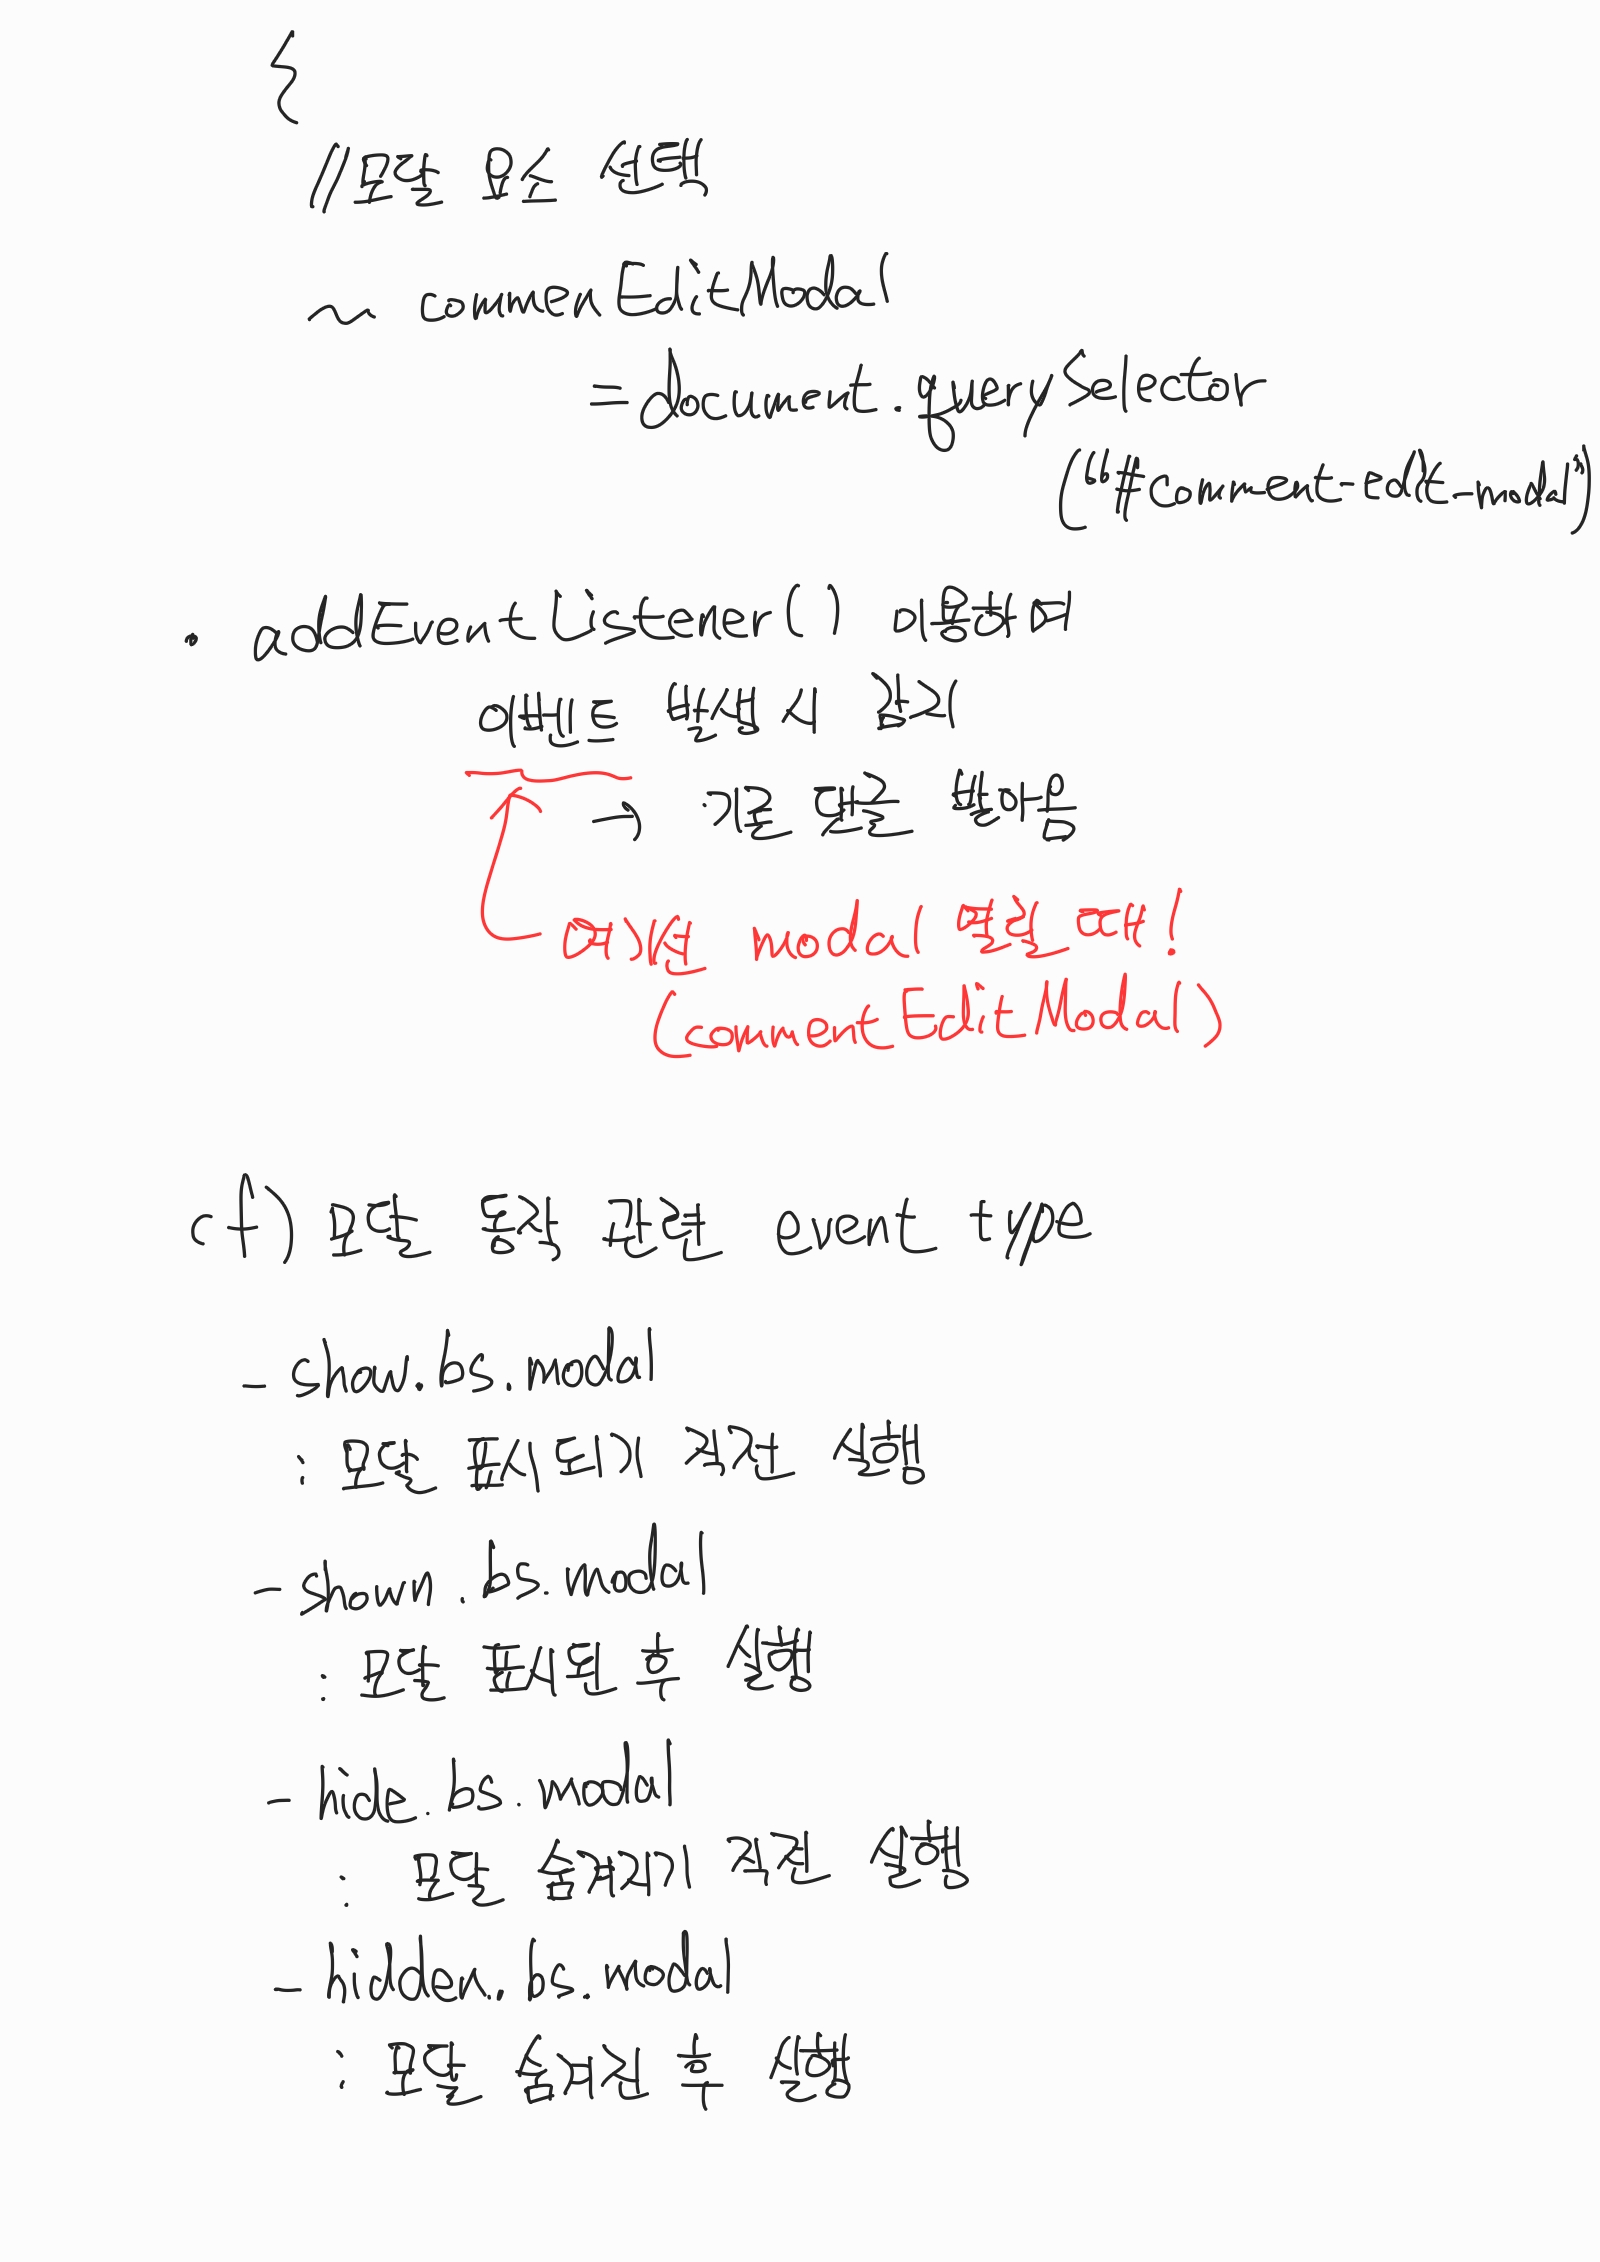 {
//모달 요소 선택
~ commenEditModal
= document.querySelector
("#comment-edit-modal")
• addEventListener() 이용하며
이벤트 발생 시 감지
→ 기존 댓글 받아옴
여기선 modal 열릴 때!
(commentEditModal)
cf) 모달 동작 관련 event type
- show.bs.modal
: 모달 표시되기 직전 실행
- shown.bs.modal
: 모달 표시된 후 실행
- hide.bs.modal
: 모달 숨겨지기 직전 실행
- hidden.bs.modal
: 모달 숨겨진 후 실행